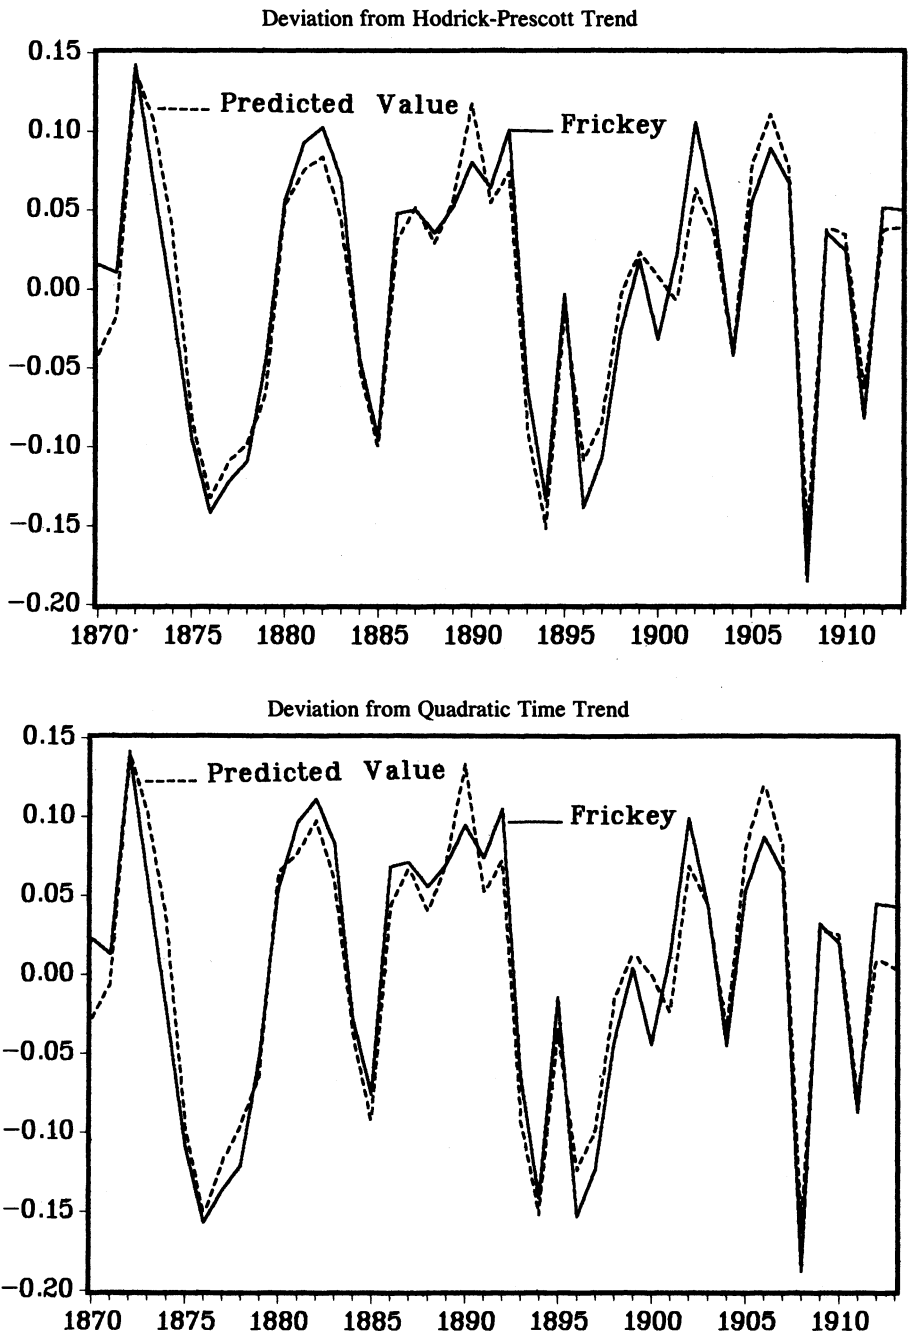 Deviation from Hodrick-Prescott Trend
0.15
Predicted Value
Frickey
0.10
0.05
0.00
−0.05
−0.10
−0.15
−0.20
1870 1875 1880 1885 1890 1895 1900 1905 1910
Deviation from Quadratic Time Trend
0.15
Predicted Value
0.10
Frickey
0.05
0.00
−0.05
−0.10
−0.15
−0.20
1870 1875 1880 1885 1890 1895 1900 1905 1910